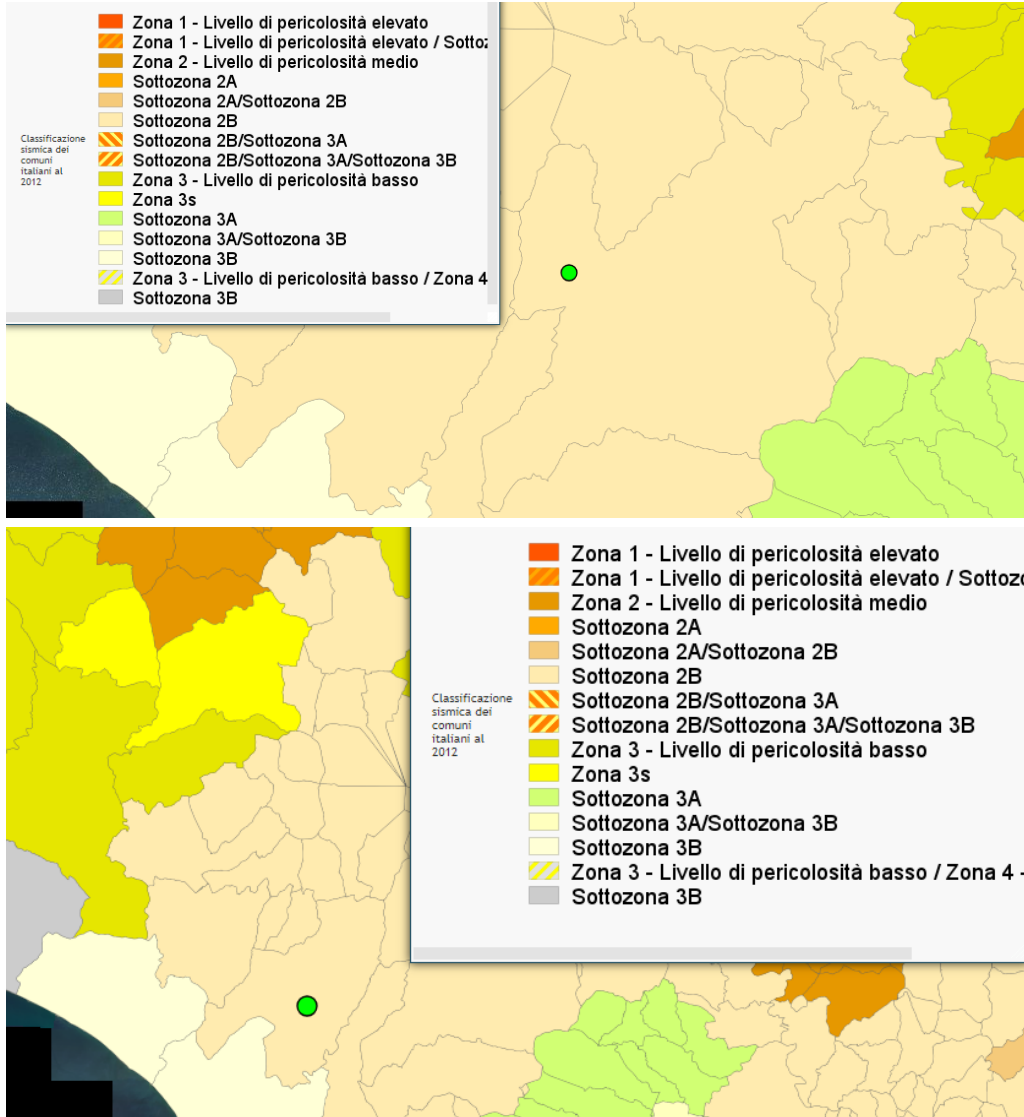 Zona 1 - Livello di pericolosità elevato
Zona 1 - Livello di pericolosità elevato / Sottoz
Zona 2 - Livello di pericolosità medio
Sottozona 2A
Sottozona 2A/Sottozona 2B
Sottozona 2B
Classificazione
sismica dei
comuni
italiani al
2012
Sottozona 2B/Sottozona 3A
Sottozona 2B/Sottozona 3A/Sottozona 3B
Zona 3 - Livello di pericolosità basso
Zona 3s
Sottozona 3A
Sottozona 3A/Sottozona 3B
Sottozona 3B
Zona 3 - Livello di pericolosità basso / Zona 4
Sottozona 3B
Zona 1 - Livello di pericolosità elevato
Zona 1 - Livello di pericolosità elevato / Sottozo
Zona 2 - Livello di pericolosità medio
Sottozona 2A
Sottozona 2A/Sottozona 2B
Sottozona 2B
Classificazione
sismica dei
comuni
italiani al
2012
Sottozona 2B/Sottozona 3A
Sottozona 2B/Sottozona 3A/Sottozona 3B
Zona 3 - Livello di pericolosità basso
Zona 3s
Sottozona 3A
Sottozona 3A/Sottozona 3B
Sottozona 3B
Zona 3 - Livello di pericolosità basso / Zona 4 -
Sottozona 3B